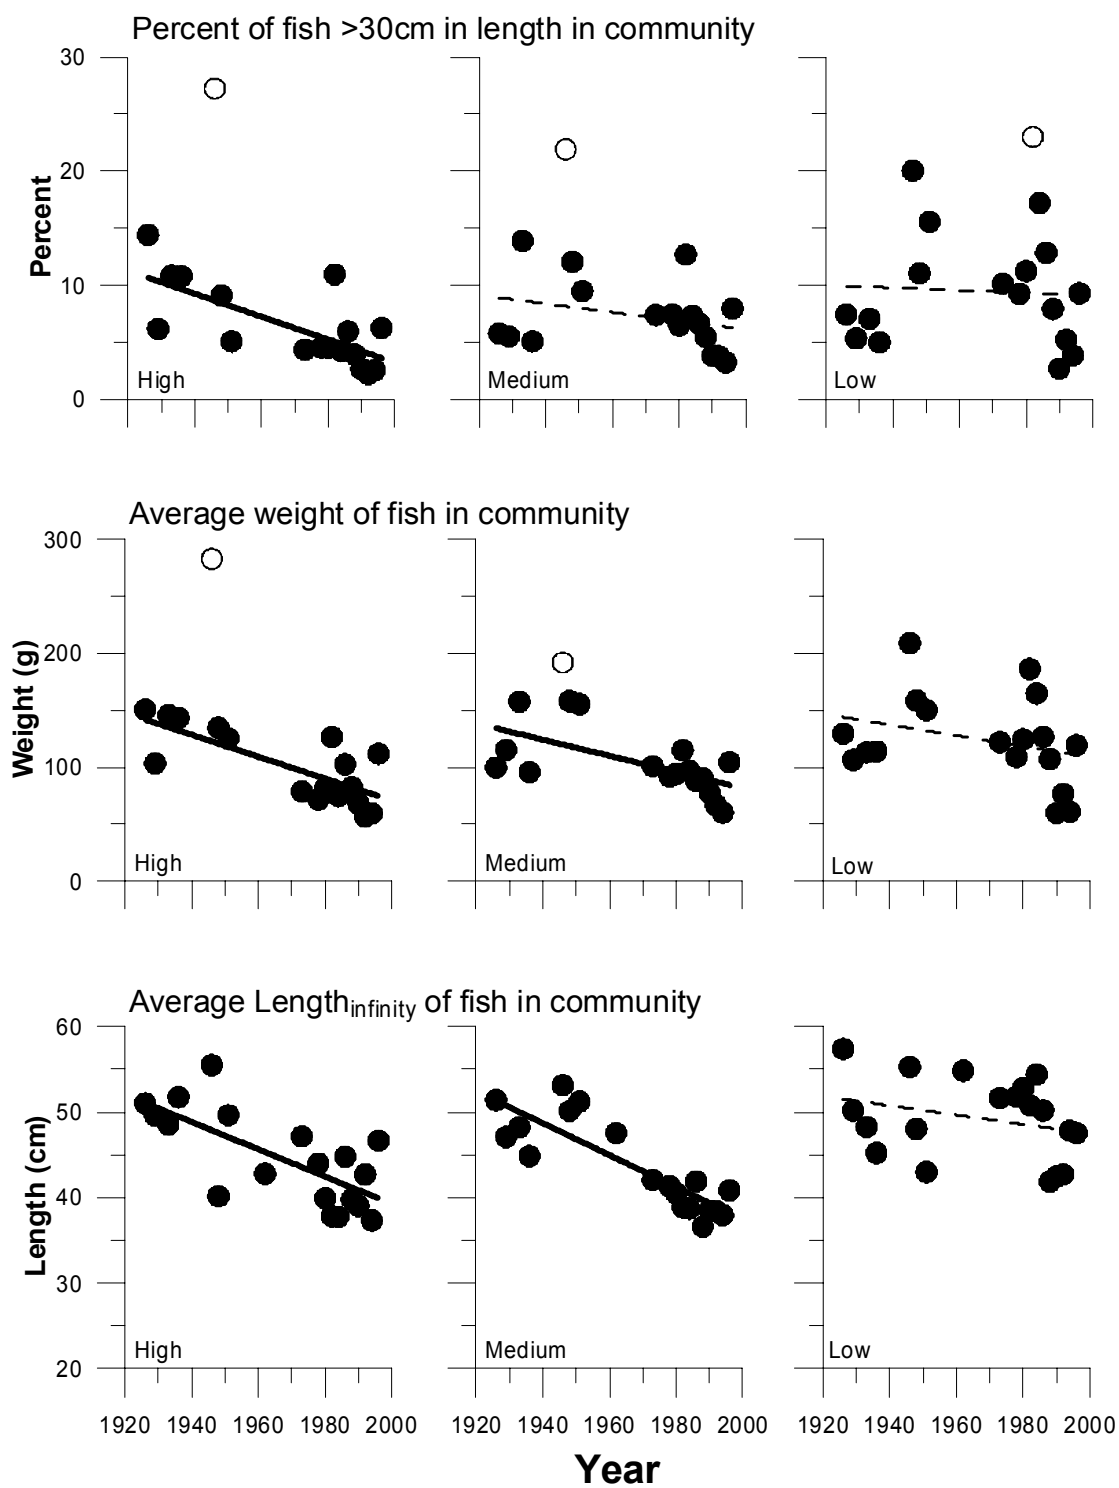 Percent of fish >30cm in length in community
Percent
30
20
10
0
High
Medium
Low
Average weight of fish in community
Weight (g)
300
200
100
0
High
Medium
Low
Average Length infinity of fish in community
Length (cm)
60
50
40
30
20
High
Medium
Low
1920 1940 1960 1980 2000 1920 1940 1960 1980 2000 1920 1940 1960 1980 2000
Year